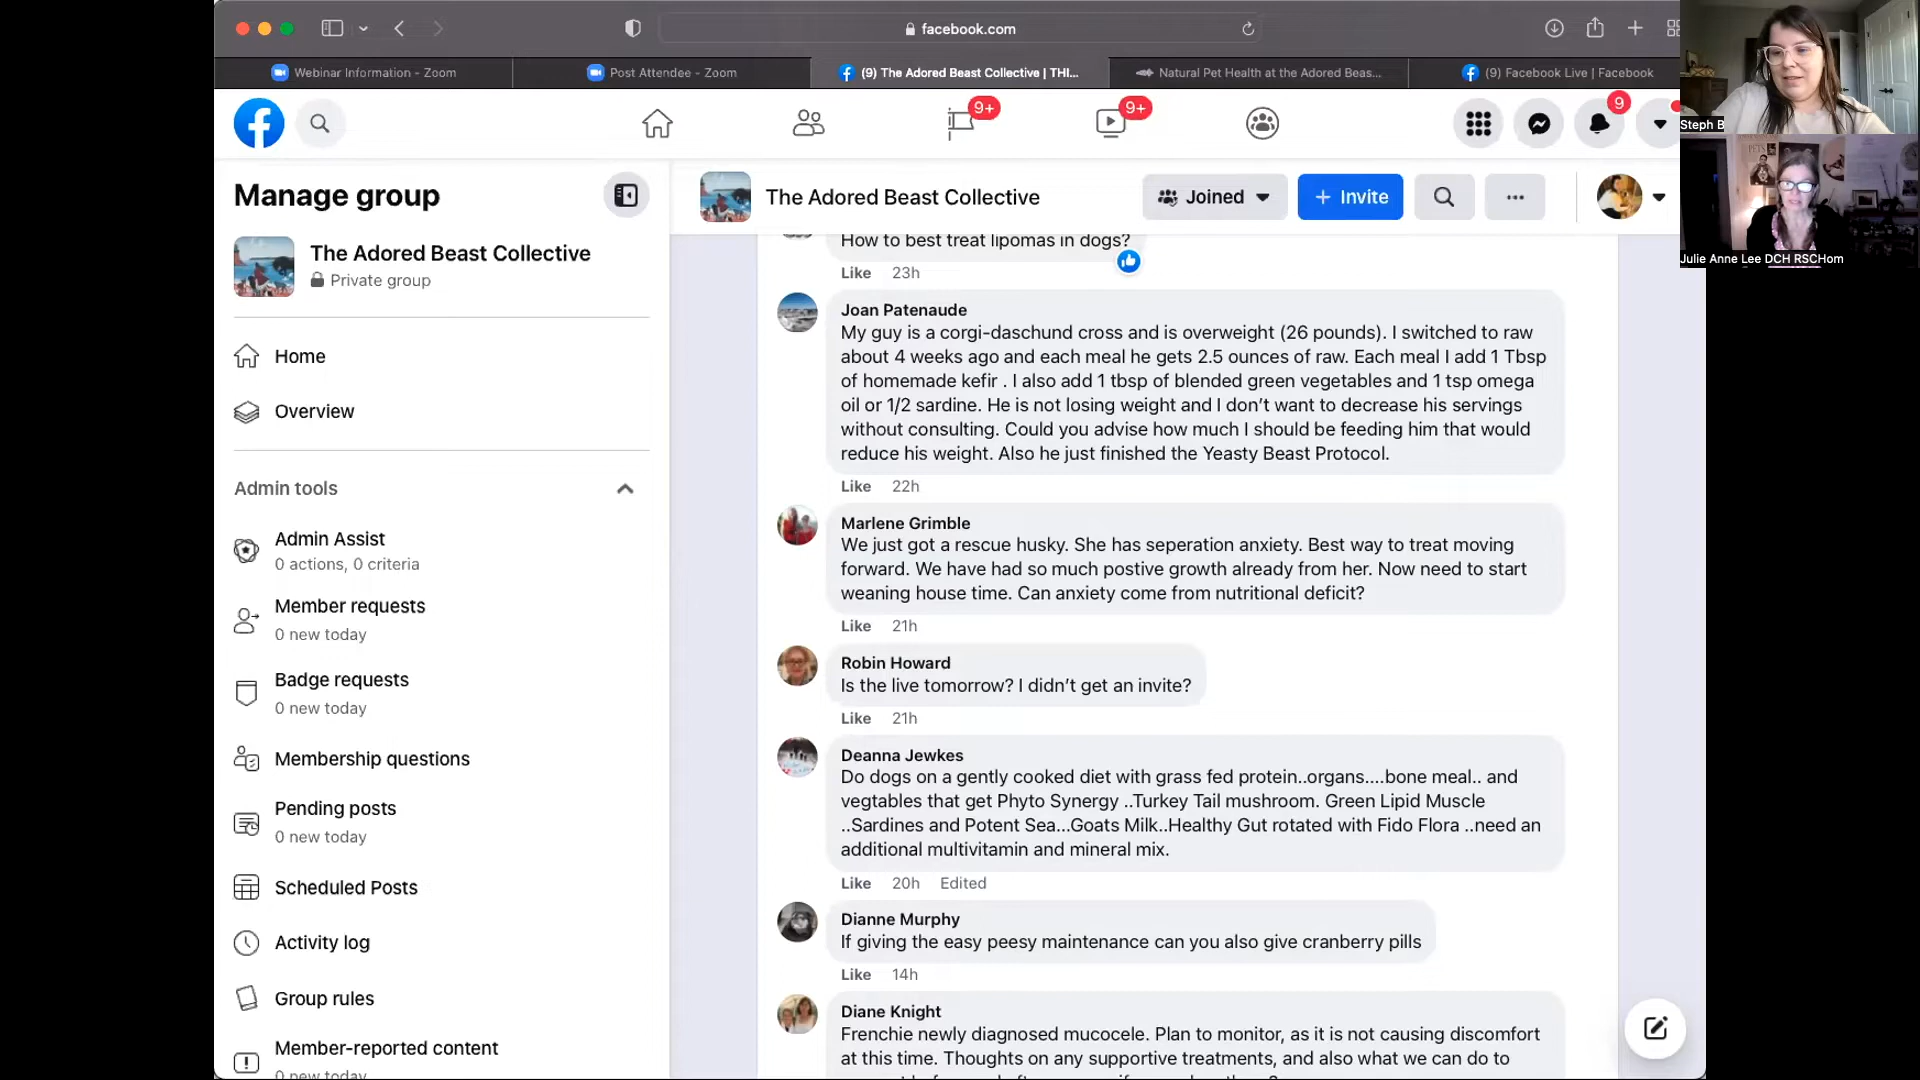 facebook.com
Webinar Information - Zoom
Post Attendee - Zoom
(9) The Adored Beast Collective | THI...
Natural Pet Health at the Adored Beas...
(9) Facebook Live | Facebook
Steph B
Julie Anne Lee DCH RSCHom
9+
9+
9
Manage group
The Adored Beast Collective
Private group
Home
Overview
Admin tools
Admin Assist
0 actions, 0 criteria
Member requests
0 new today
Badge requests
0 new today
Membership questions
Pending posts
0 new today
Scheduled Posts
Activity log
Group rules
Member-reported content
0 new today
The Adored Beast Collective
Joined
+ Invite
How to best treat lipomas in dogs?
Like 23h
Joan Patenaude
My guy is a corgi-daschund cross and is overweight (26 pounds). I switched to raw
about 4 weeks ago and each meal he gets 2.5 ounces of raw. Each meal I add 1 Tbsp
of homemade kefir . I also add 1 tbsp of blended green vegetables and 1 tsp omega
oil or 1/2 sardine. He is not losing weight and I don't want to decrease his servings
without consulting. Could you advise how much I should be feeding him that would
reduce his weight. Also he just finished the Yeasty Beast Protocol.
Like 22h
Marlene Grimble
We just got a rescue husky. She has seperation anxiety. Best way to treat moving
forward. We have had so much postive growth already from her. Now need to start
weaning house time. Can anxiety come from nutritional deficit?
Like 21h
Robin Howard
Is the live tomorrow? I didn't get an invite?
Like 21h
Deanna Jewkes
Do dogs on a gently cooked diet with grass fed protein..organs....bone meal.. and
vegtables that get Phyto Synergy ..Turkey Tail mushroom. Green Lipid Muscle
..Sardines and Potent Sea...Goats Milk..Healthy Gut rotated with Fido Flora ..need an
additional multivitamin and mineral mix.
Like 20h Edited
Dianne Murphy
If giving the easy peesy maintenance can you also give cranberry pills
Like 14h
Diane Knight
Frenchie newly diagnosed mucocele. Plan to monitor, as it is not causing discomfort
at this time. Thoughts on any supportive treatments, and also what we can do to